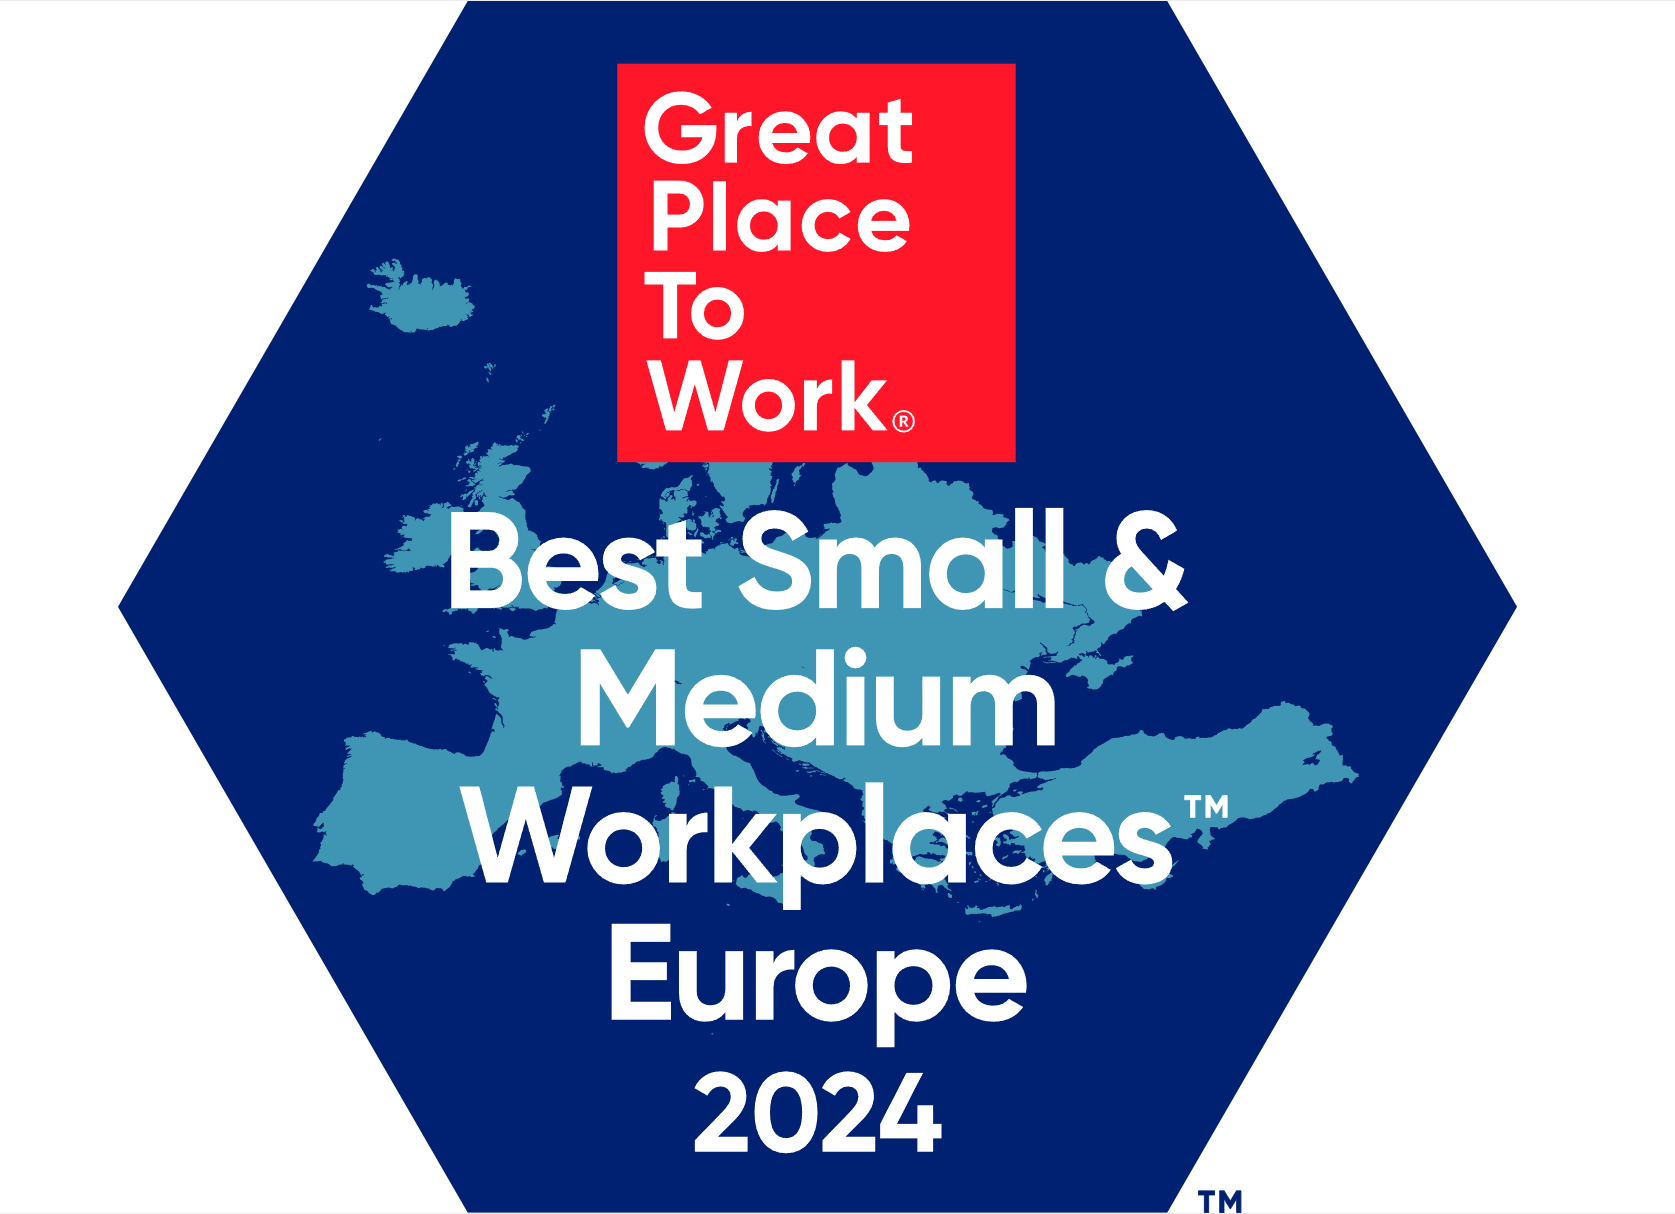 Great
Place
To
Work®
Best Small &
Medium
Workplaces™
Europe
2024
™